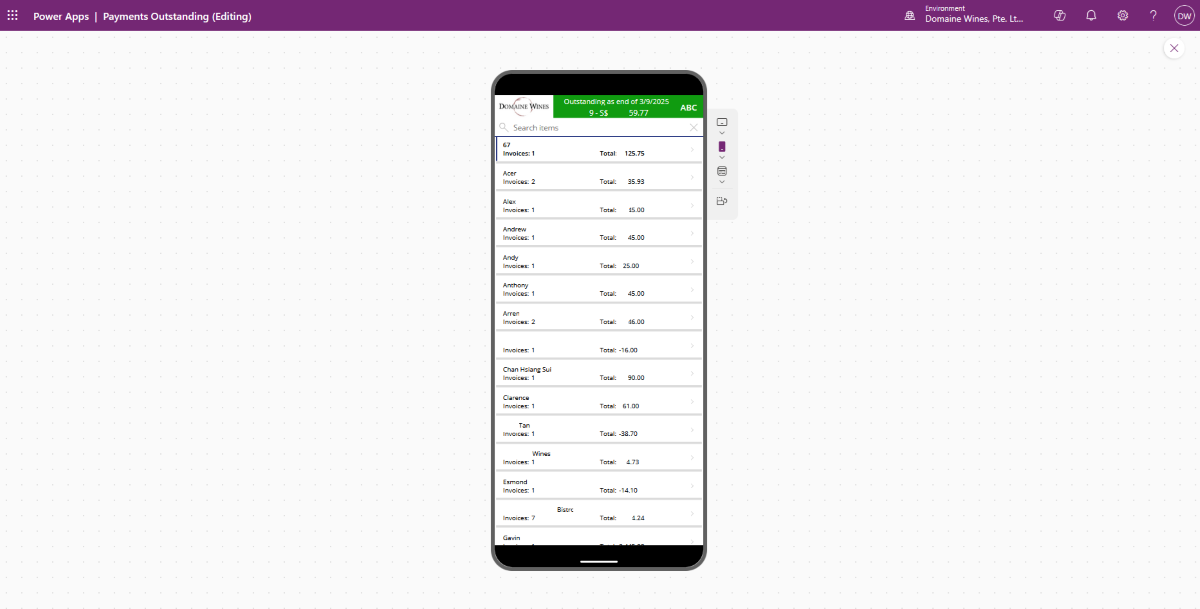 Power Apps | Payments Outstanding (Editing)
Environment
Domaine Wines, Pte. Lt...
DW
DOMAINE WINES
Outstanding as end of 3/9/2025
9 - S$ 59.77
ABC
Search items
67
Invoices: 1 Total: 125.75
Acer
Invoices: 2 Total: 35.93
Alex
Invoices: 1 Total: 15.00
Andrew
Invoices: 1 Total: 45.00
Andy
Invoices: 1 Total: 25.00
Anthony
Invoices: 1 Total: 45.00
Arren
Invoices: 2 Total: 46.00
Invoices: 1 Total: -16.00
Chan Hsiang Sui
Invoices: 1 Total: 90.00
Clarence
Invoices: 1 Total: 61.00
Tan
Invoices: 1 Total: -38.70
Wines
Invoices: 1 Total: 4.73
Esmond
Invoices: 1 Total: -14.10
Bistro
Invoices: 7 Total: 4.24
Gavin